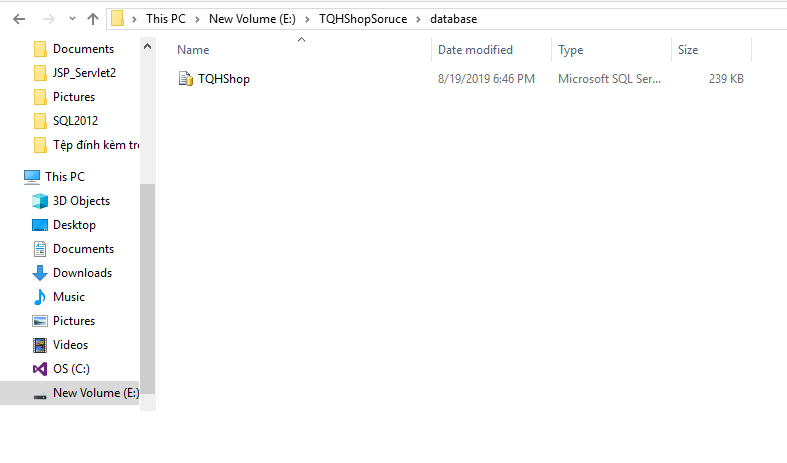 This PC > New Volume (E:) > TQHShopSoruce > database
Name Date modified Type Size
TQHShop 8/19/2019 6:46 PM Microsoft SQL Ser... 239 KB
Documents
JSP_Servlet2
Pictures
SQL2012
Tệp đính kèm tro
This PC
3D Objects
Desktop
Documents
Downloads
Music
Pictures
Videos
OS (C:)
New Volume (E:)